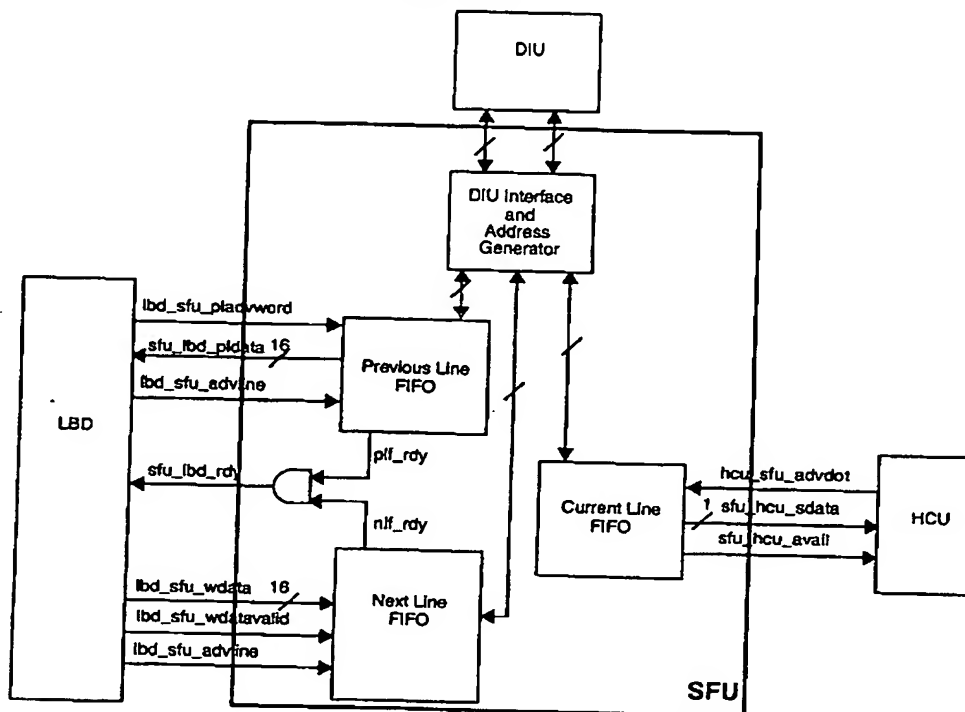 DIU
DIU Interface
and
Address
Generator
lbd_sfu_pladvword
sfu_lbd_pldata 16
lbd_sfu_advline
Previous Line
FIFO
LBD
plf_rdy
sfu_lbd_rdy
nlf_rdy
hcu_sfu_advdot
1 sfu_hcu_sdata
sfu_hcu_avail
Current Line
FIFO
HCU
lbd_sfu_wdata 16
lbd_sfu_wdatavalid
lbd_sfu_advline
Next Line
FIFO
SFU